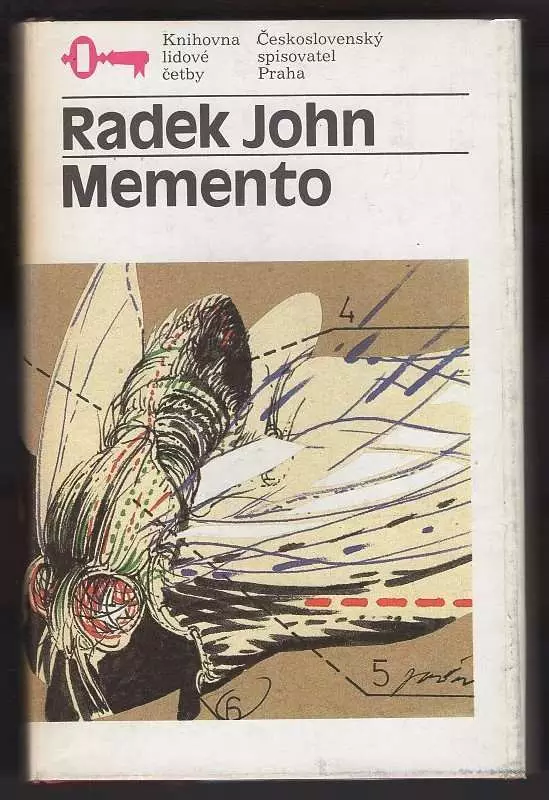 Knihovna
lidové
četby
Československý
spisovatel
Praha
Radek John
Memento
4
5
6